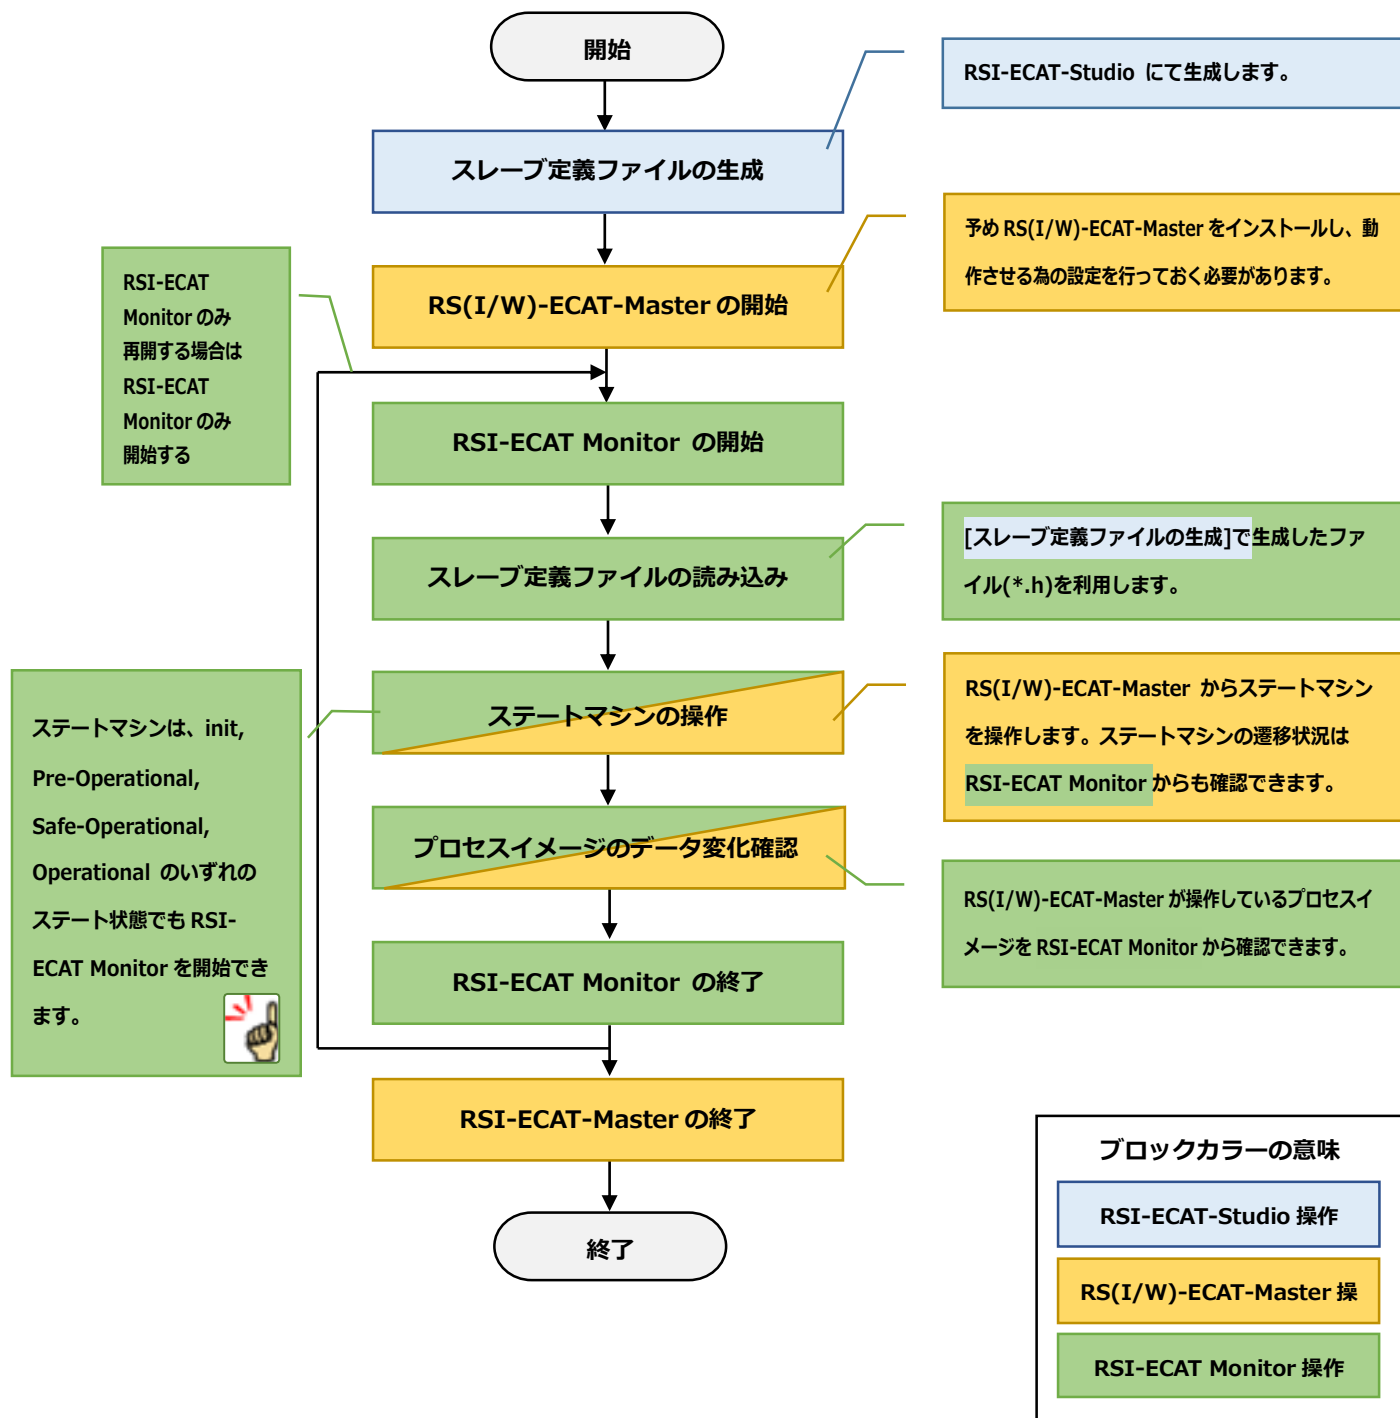 開始
RSI-ECAT-Studio にて生成します。
スレーブ定義ファイルの生成
予め RS(I/W)-ECAT-Master をインストールし、動
作させる為の設定を行っておく必要があります。
RS(I/W)-ECAT-Master の開始
RSI-ECAT
Monitor のみ
再開する場合は
RSI-ECAT
Monitor のみ
開始する
RSI-ECAT Monitor の開始
[スレーブ定義ファイルの生成]で生成したファ
イル(*.h)を利用します。
スレーブ定義ファイルの読み込み
RS(I/W)-ECAT-Master からステートマシン
を操作します。ステートマシンの遷移状況は
RSI-ECAT Monitor からも確認できます。
ステートマシンの操作
ステートマシンは、init,
Pre-Operational,
Safe-Operational,
Operational のいずれの
ステート状態でも RSI-
ECAT Monitor を開始でき
ます。
プロセスイメージのデータ変化確認
RS(I/W)-ECAT-Master が操作しているプロセスイ
メージを RSI-ECAT Monitor から確認できます。
RSI-ECAT Monitor の終了
RSI-ECAT-Master の終了
終了
ブロックカラーの意味
RSI-ECAT-Studio 操作
RS(I/W)-ECAT-Master 操
RSI-ECAT Monitor 操作